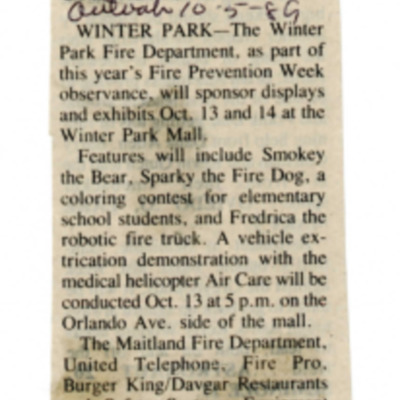 10-5-89
WINTER PARK—The Winter
Park Fire Department, as part of
this year's Fire Prevention Week
observance, will sponsor displays
and exhibits Oct. 13 and 14 at the
Winter Park Mall.
Features will include Smokey
the Bear, Sparky the Fire Dog, a
coloring contest for elementary
school students, and Fredrica the
robotic fire truck. A vehicle ex-
trication demonstration with the
medical helicopter Air Care will be
conducted Oct. 13 at 5 p.m. on the
Orlando Ave. side of the mall.
The Maitland Fire Department,
United Telephone, Fire Pro,
Burger King/Davgar Restaurants